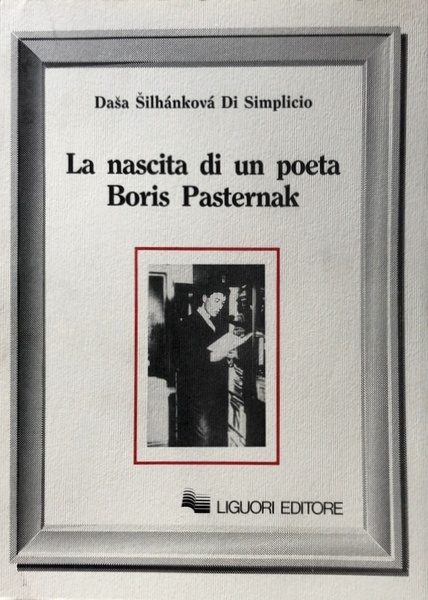 Daša Šilhánková Di Simplicio
La nascita di un poeta
Boris Pasternak
LIGUORI EDITORE